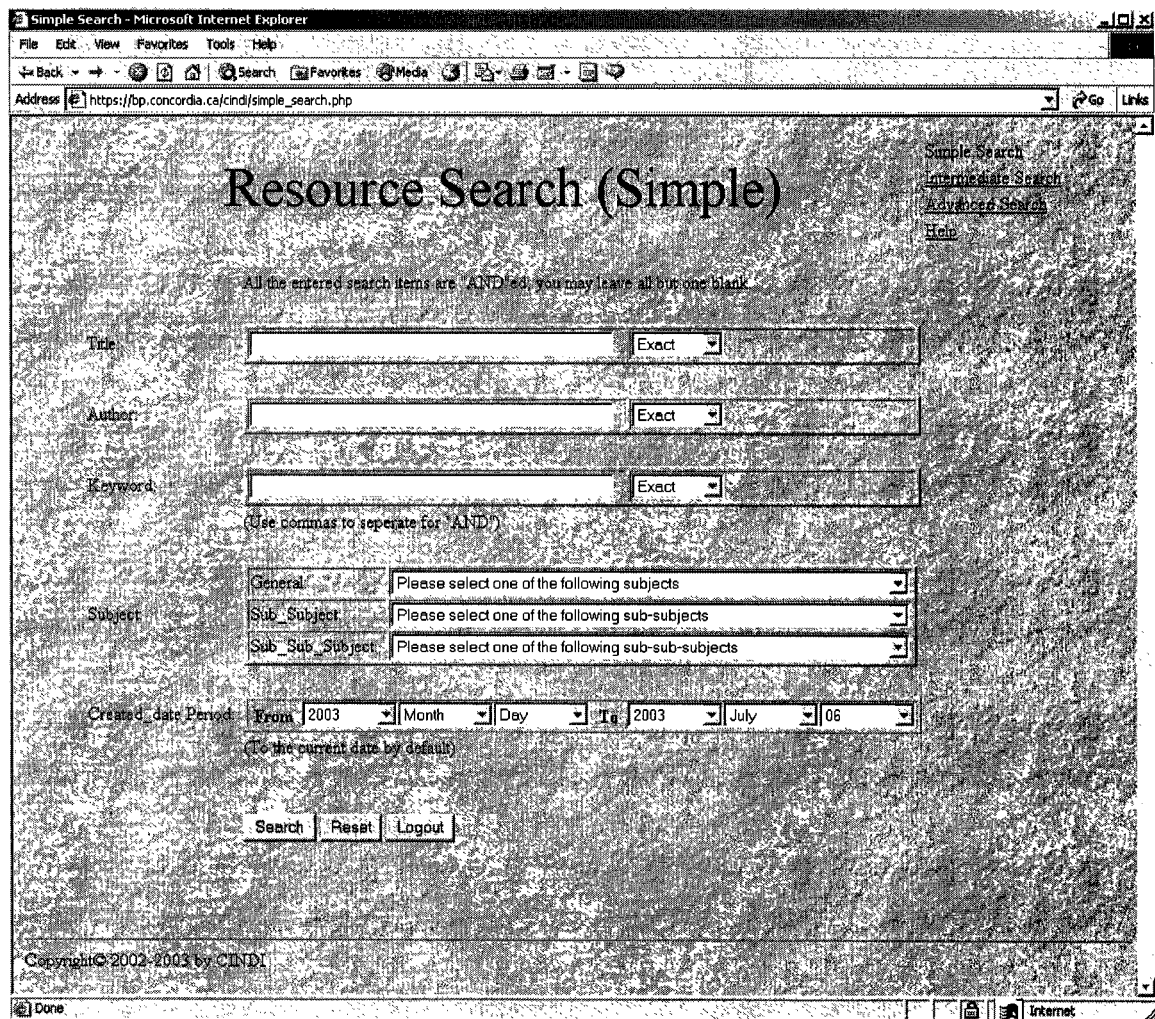 Simple Search - Microsoft Internet Explorer
File Edit View Favorites Tools Help
Back Search Favorites Media
Address https://bp.concordia.ca/cindi/simple_search.php Go Links
Simple Search
Intermediate Search
Advanced Search
Help
Resource Search (Simple)
All the entered search items are "AND"ed, you may leave all but one blank.
Title: Exact
Author: Exact
Keyword: Exact
(Use commas to seperate for "AND")
Subject:
General: Please select one of the following subjects
Sub_Subject: Please select one of the following sub-subjects
Sub_Sub_Subject: Please select one of the following sub-sub-subjects
Created_date Period: From 2003 Month Day To 2003 July 06
(To the current date by default)
Search Reset Logout
Copyright© 2002-2003 by CINDI
Done Internet